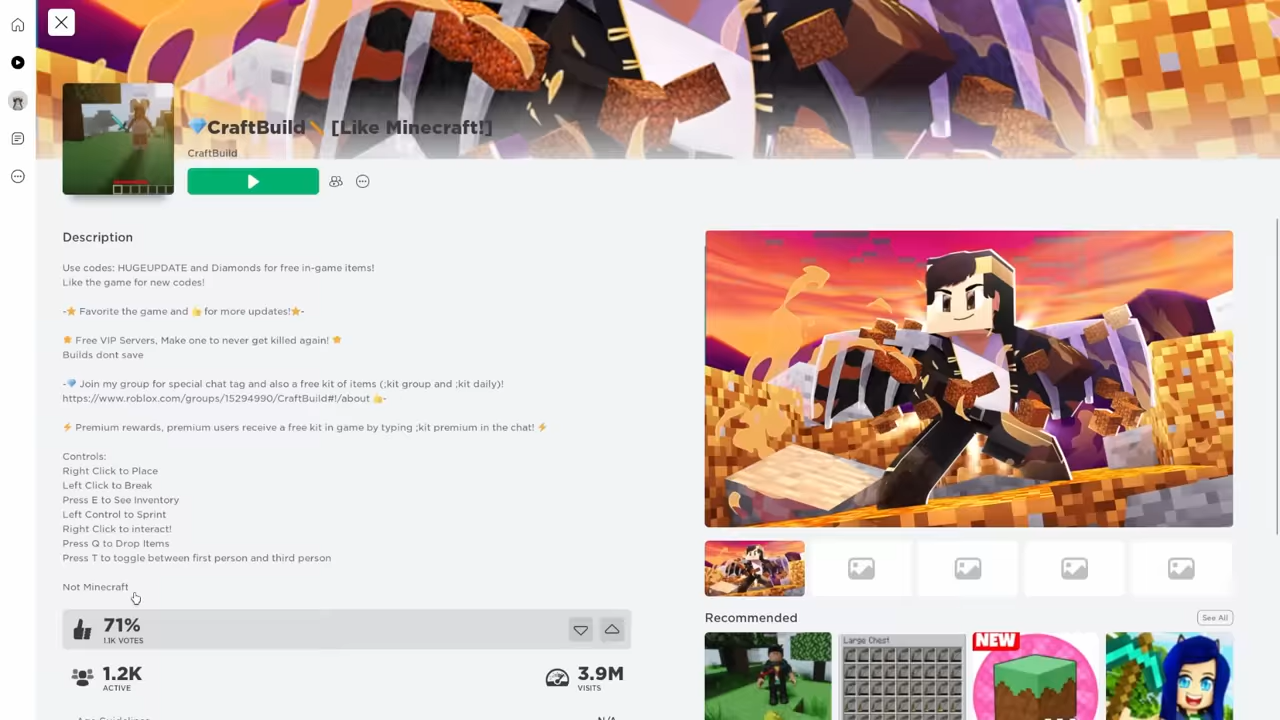 💎CraftBuild🥢 [Like Minecraft!]
CraftBuild
Description
Use codes: HUGEUPDATE and Diamonds for free in-game items!
Like the game for new codes!
-⭐ Favorite the game and 👍 for more updates!⭐-
Free VIP Servers, Make one to never get killed again!
Builds dont save
-💎 Join my group for special chat tag and also a free kit of items (;kit group and ;kit daily)!
https://www.roblox.com/groups/15294990/CraftBuild#!/about 👍-
⚡ Premium rewards, premium users receive a free kit in game by typing ;kit premium in the chat! ⚡
Controls:
Right Click to Place
Left Click to Break
Press E to See Inventory
Left Control to Sprint
Right Click to interact!
Press Q to Drop Items
Press T to toggle between first person and third person
Not Minecraft
71%
1.1K VOTES
1.2K
ACTIVE
3.9M
VISITS
Recommended
See All
Large Chest
NEW